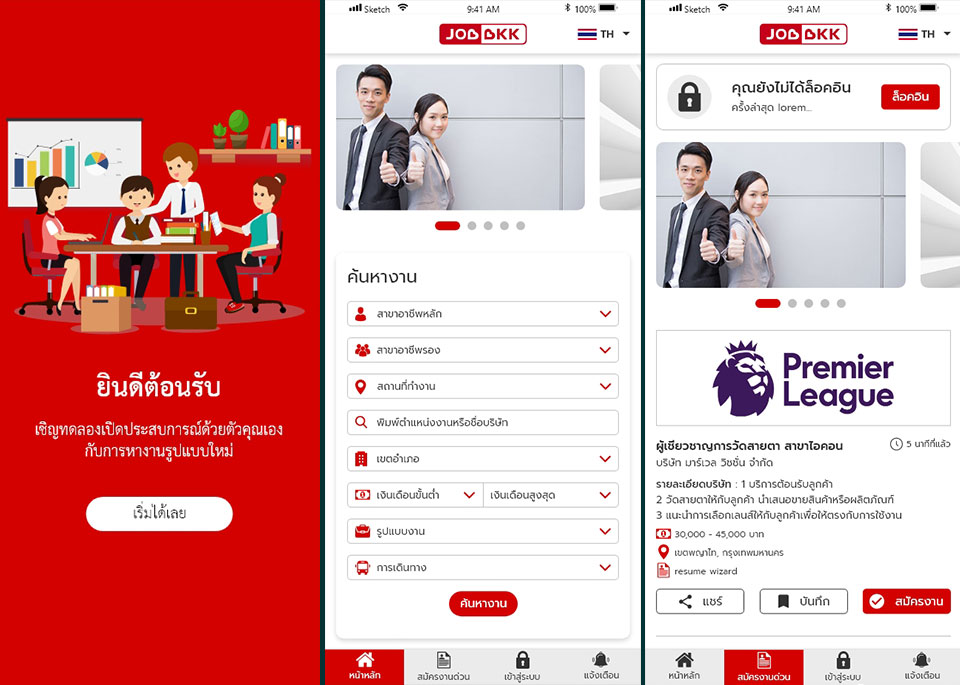 ยินดีต้อนรับ
เชิญทดลองเปิดประสบการณ์ด้วยตัวคุณเอง
กับการหางานรูปแบบใหม่
เริ่มได้เลย
Sketch 9:41 AM 100%
JOB BKK TH
ค้นหางาน
สาขาอาชีพหลัก
สาขาอาชีพรอง
สถานที่ทำงาน
พิมพ์ตำแหน่งงานหรือชื่อบริษัท
เขตอำเภอ
เงินเดือนขั้นต่ำ เงินเดือนสูงสุด
รูปแบบงาน
การเดินทาง
ค้นหางาน
หน้าหลัก สมัครงานด่วน เข้าสู่ระบบ แจ้งเตือน
Sketch 9:41 AM 100%
JOB BKK TH
คุณยังไม่ได้ล็อคอิน
ครั้งล่าสุด lorem...
ล็อคอิน
Premier
League
ผู้เชี่ยวชาญการวัดสายตา สาขาไอคอน 5 นาทีที่แล้ว
บริษัท มาร์เวล วิชชั่น จำกัด
รายละเอียดบริษัท : 1 บริการต้อนรับลูกค้า
2 วัดสายตาให้กับลูกค้า นำเสนอขายสินค้าหรือผลิตภัณฑ์
3 แนะนำการเลือกเลนส์ให้กับลูกค้าเพื่อให้ตรงกับการใช้งาน
30,000 - 45,000 บาท
เขตพญาไท, กรุงเทพมหานคร
resume wizard
แชร์ บันทึก สมัครงาน
หน้าหลัก สมัครงานด่วน เข้าสู่ระบบ แจ้งเตือน